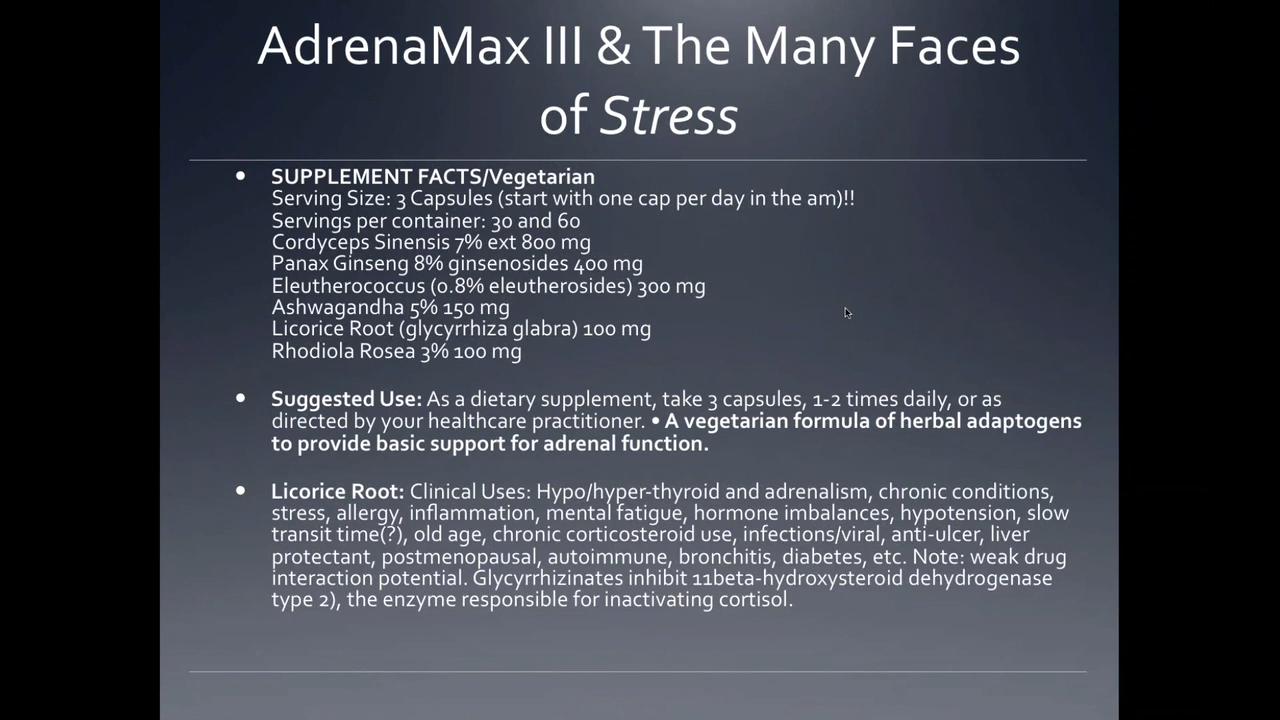 AdrenaMax III & The Many Faces
of Stress
• SUPPLEMENT FACTS/Vegetarian
Serving Size: 3 Capsules (start with one cap per day in the am)!!
Servings per container: 30 and 60
Cordyceps Sinensis 7% ext 800 mg
Panax Ginseng 8% ginsenosides 400 mg
Eleutherococcus (0.8% eleutherosides) 300 mg
Ashwagandha 5% 150 mg
Licorice Root (glycyrrhiza glabra) 100 mg
Rhodiola Rosea 3% 100 mg
• Suggested Use: As a dietary supplement, take 3 capsules, 1-2 times daily, or as
directed by your healthcare practitioner. • A vegetarian formula of herbal adaptogens
to provide basic support for adrenal function.
• Licorice Root: Clinical Uses: Hypo/hyper-thyroid and adrenalism, chronic conditions,
stress, allergy, inflammation, mental fatigue, hormone imbalances, hypotension, slow
transit time(?), old age, chronic corticosteroid use, infections/viral, anti-ulcer, liver
protectant, postmenopausal, autoimmune, bronchitis, diabetes, etc. Note: weak drug
interaction potential. Glycyrrhizinates inhibit 11beta-hydroxysteroid dehydrogenase
type 2), the enzyme responsible for inactivating cortisol.